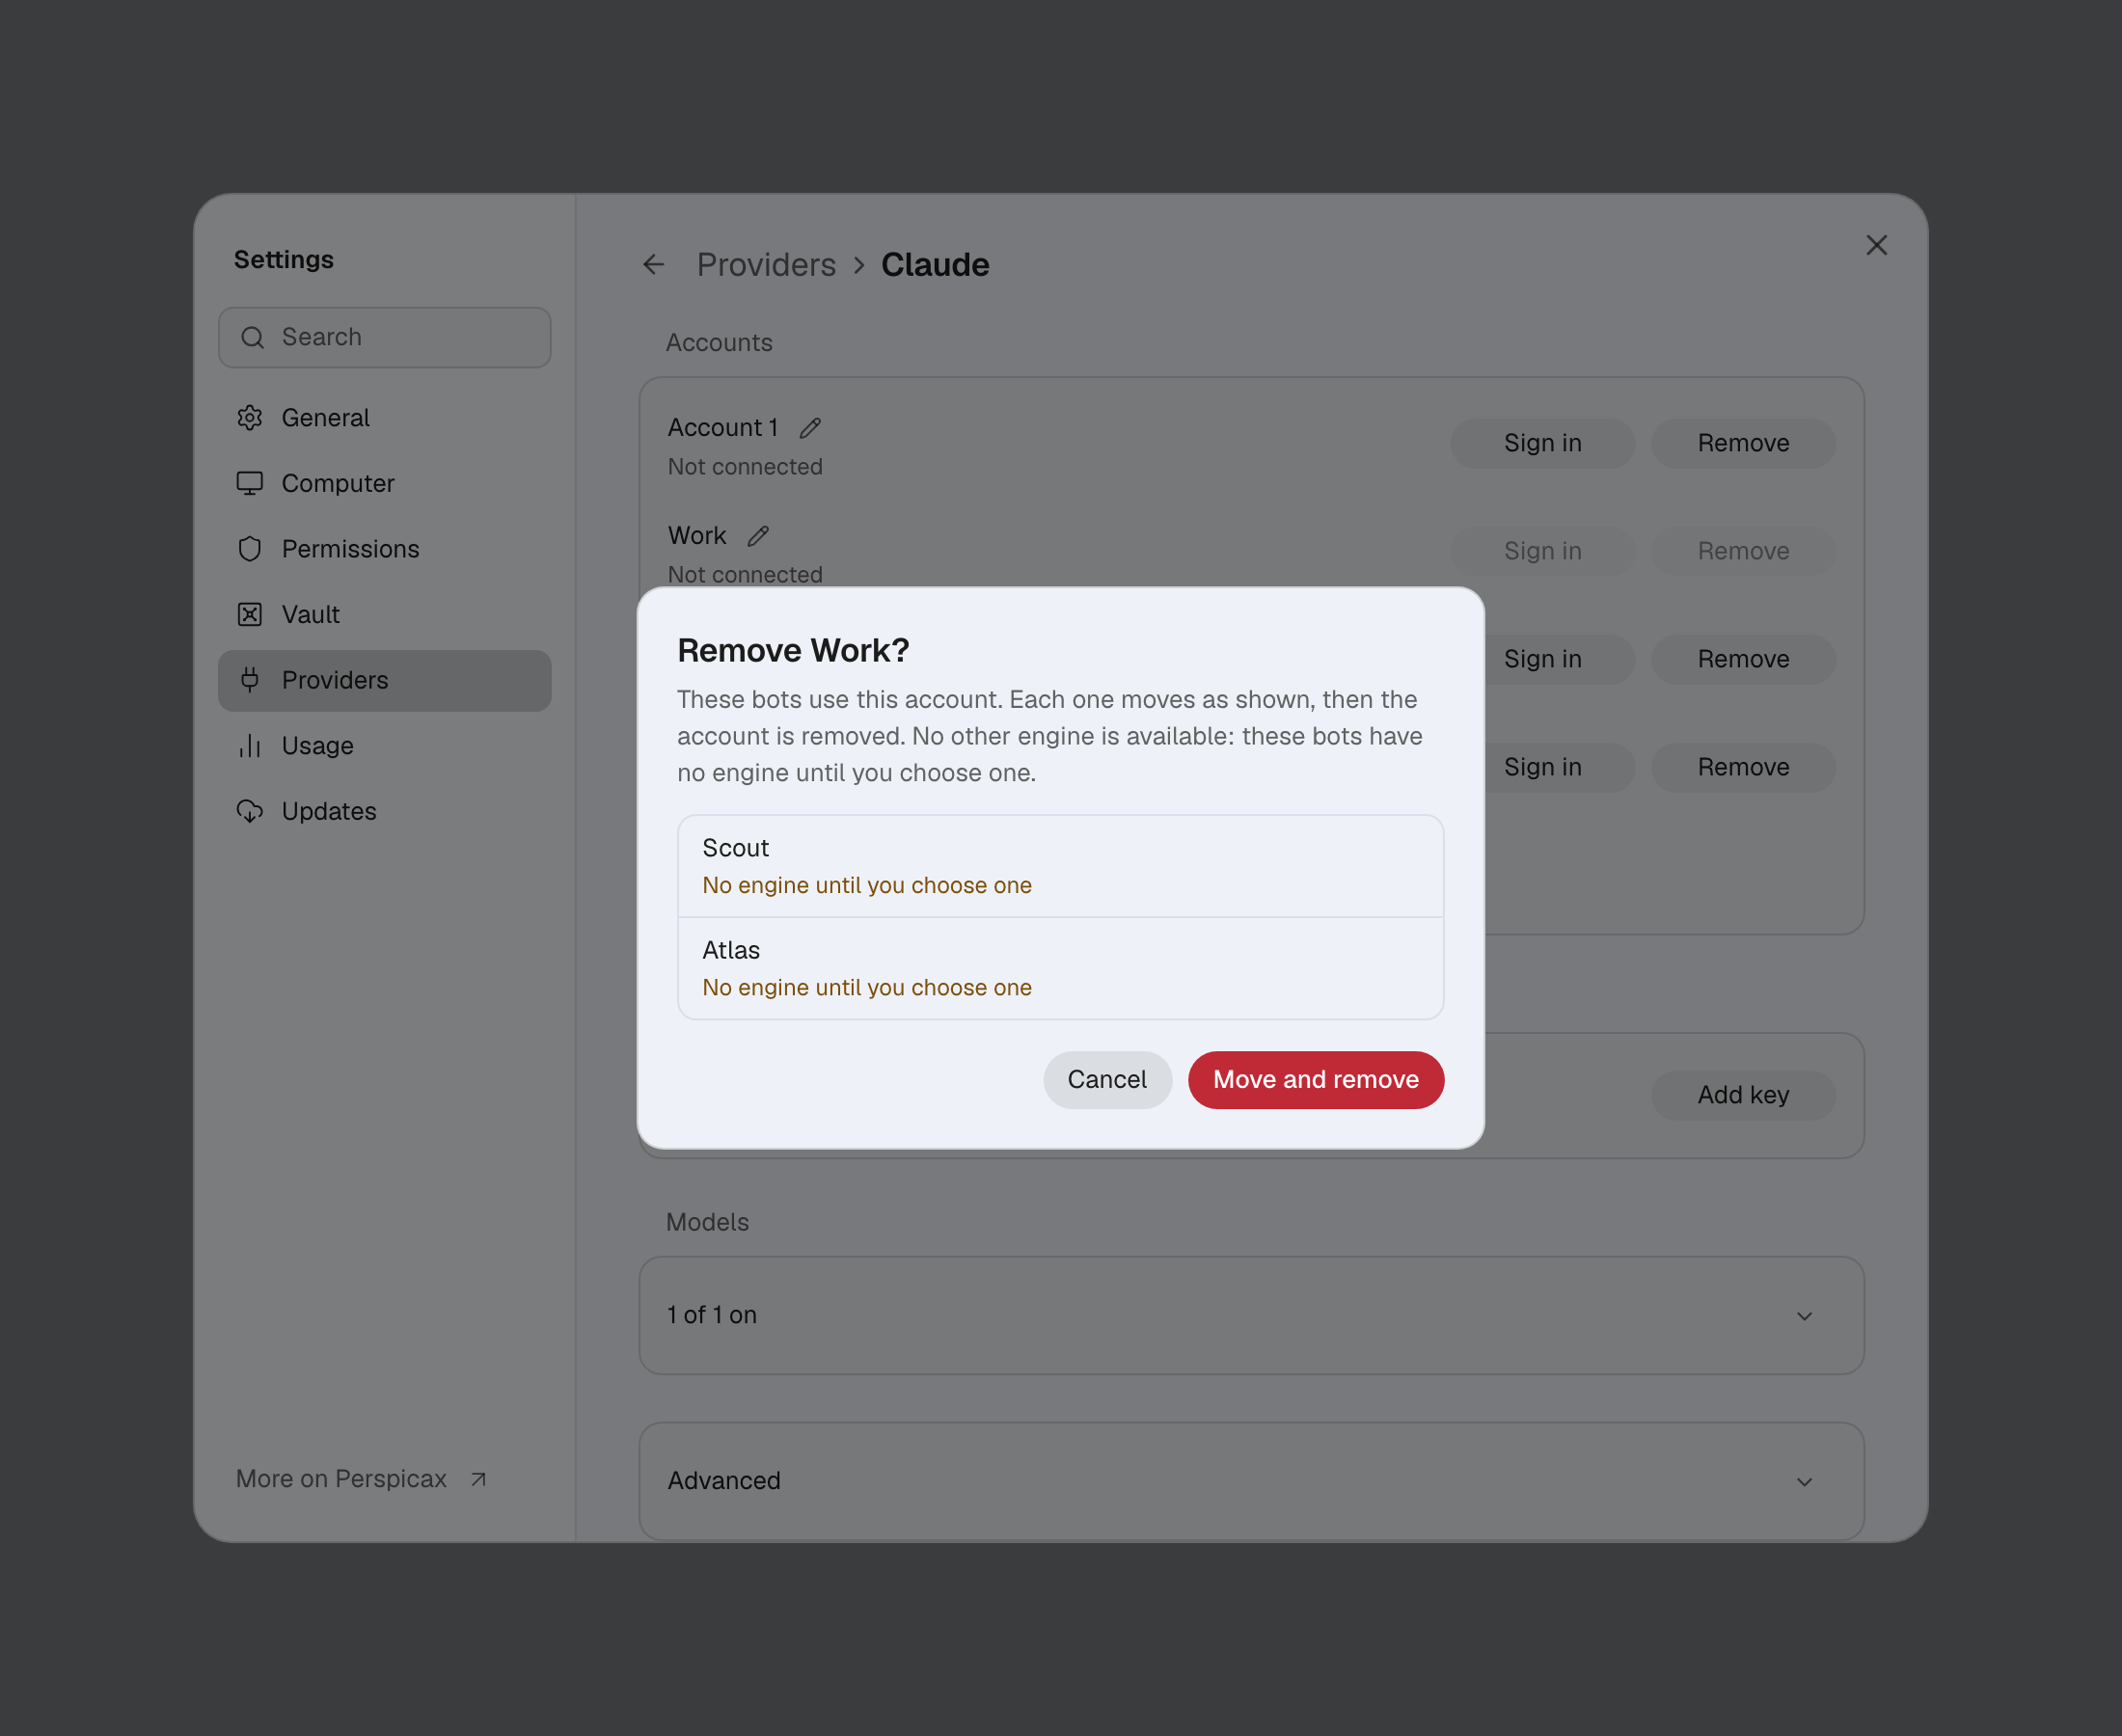 Settings
Search
General
Computer
Permissions
Vault
Providers
Usage
Updates
More on Perspicax
Providers > Claude
Accounts
Account 1
Not connected
Sign in
Remove
Work
Not connected
Sign in
Remove
Sign in
Remove
Sign in
Remove
Remove Work?
These bots use this account. Each one moves as shown, then the
account is removed. No other engine is available: these bots have
no engine until you choose one.
Scout
No engine until you choose one
Atlas
No engine until you choose one
Cancel
Move and remove
Add key
Models
1 of 1 on
Advanced